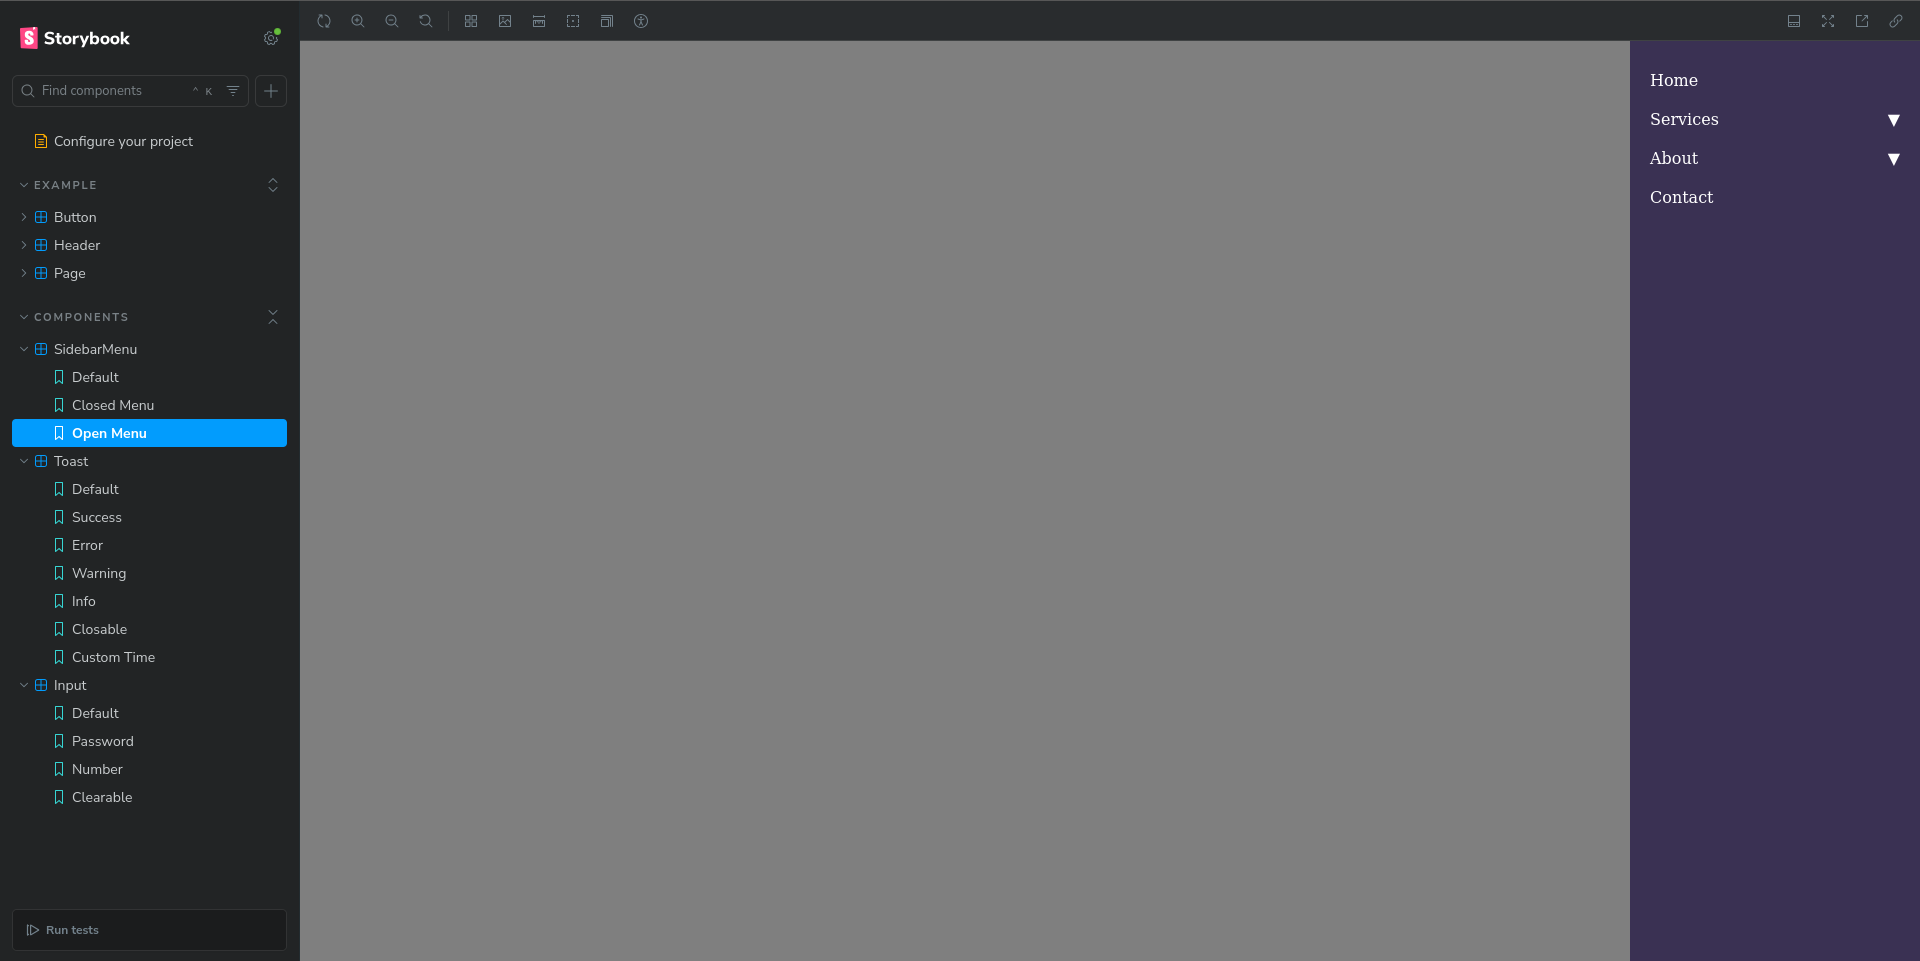 Storybook
Find components
^ K
Configure your project
EXAMPLE
Button
Header
Page
COMPONENTS
SidebarMenu
Default
Closed Menu
Open Menu
Toast
Default
Success
Error
Warning
Info
Closable
Custom Time
Input
Default
Password
Number
Clearable
Run tests
Home
Services ▼
About ▼
Contact